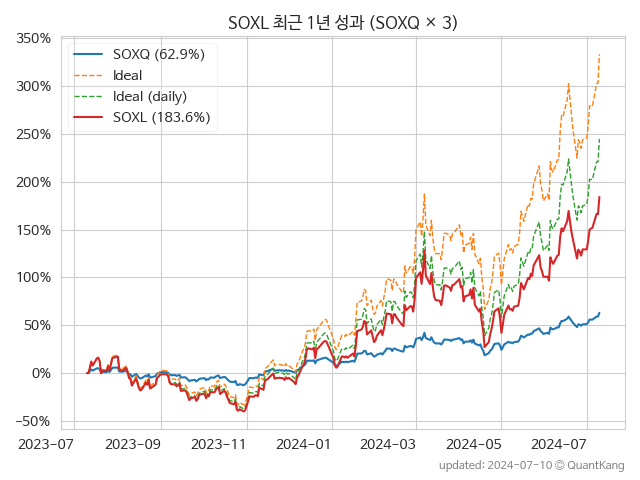 SOXL 최근 1년 성과 (SOXQ × 3)
350%
300%
250%
200%
150%
100%
50%
0%
−50%
SOXQ (62.9%)
Ideal
Ideal (daily)
SOXL (183.6%)
2023-07
2023-09
2023-11
2024-01
2024-03
2024-05
2024-07
updated: 2024-07-10 © QuantKang